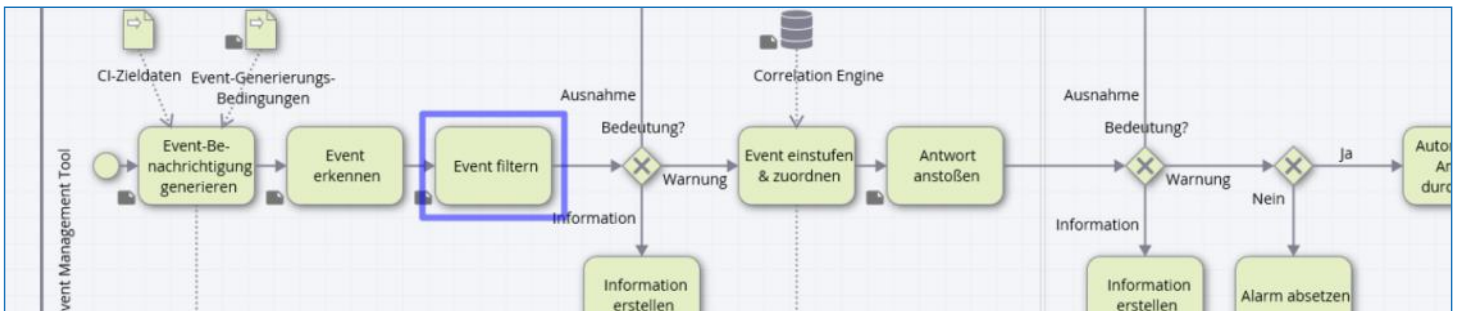 CI-Zieldaten
Event-Generierungs-
Bedingungen
Correlation Engine
Ausnahme
Ausnahme
Event Management Tool
Event-Be-
nachrichtigung
generieren
Event
erkennen
Event filtern
Bedeutung?
Warnung
Information
Event einstufen
& zuordnen
Antwort
anstoßen
Bedeutung?
Warnung
Information
Ja
Nein
Information
erstellen
Information
erstellen
Alarm absetzen